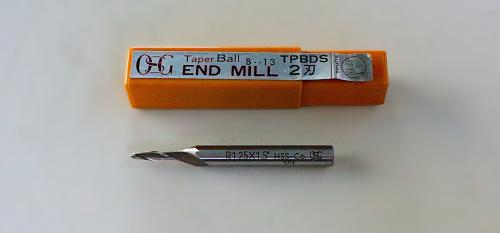 OSG Taper Ball 8.-13 TPBDS
END MILL 2刃
R1.25X1.5° HSS-Co OSG